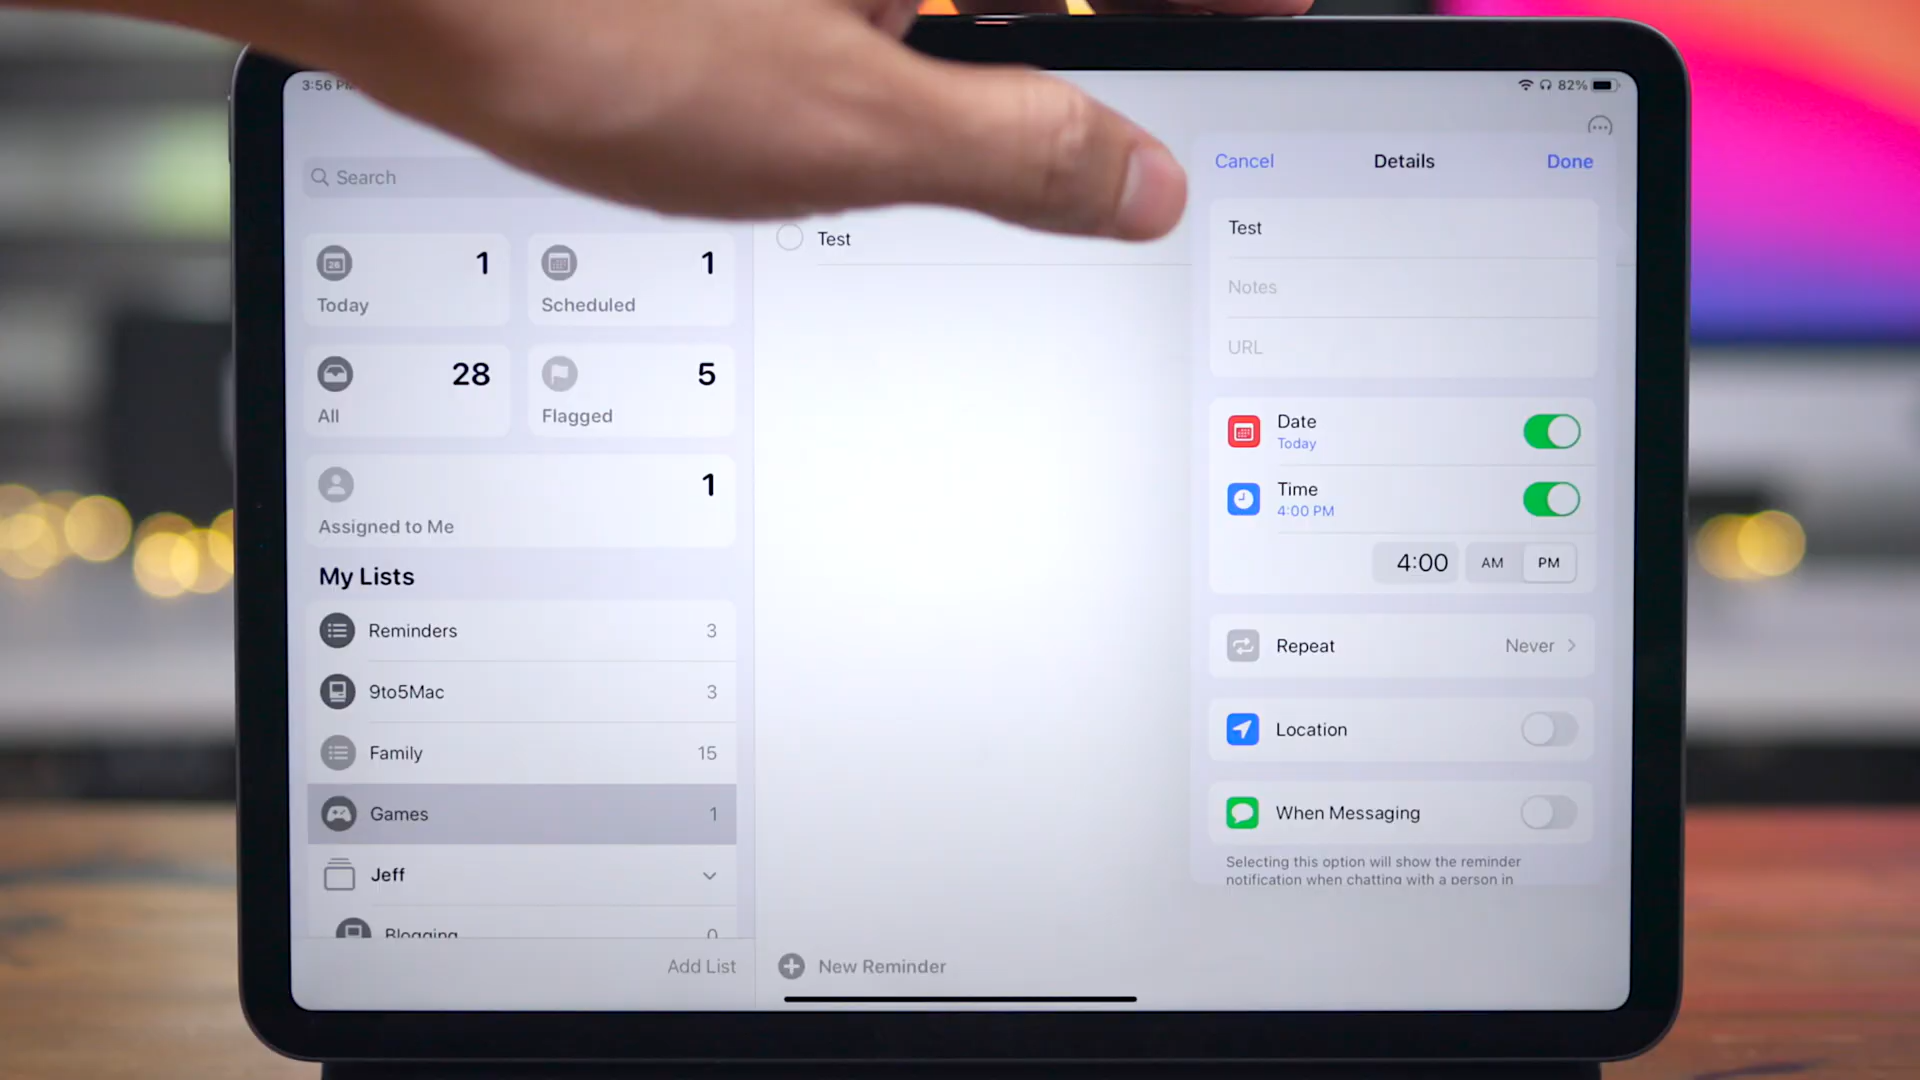 3:56 PM
82%
Search
26
1
Today
1
Scheduled
28
All
5
Flagged
1
Assigned to Me
My Lists
Reminders 3
9to5Mac 3
Family 15
Games 1
Jeff
Blogging 0
Add List
Test
New Reminder
Cancel Details Done
Test
Notes
URL
Date
Today
Time
4:00 PM
4:00 AM PM
Repeat Never
Location
When Messaging
Selecting this option will show the reminder
notification when chatting with a person in